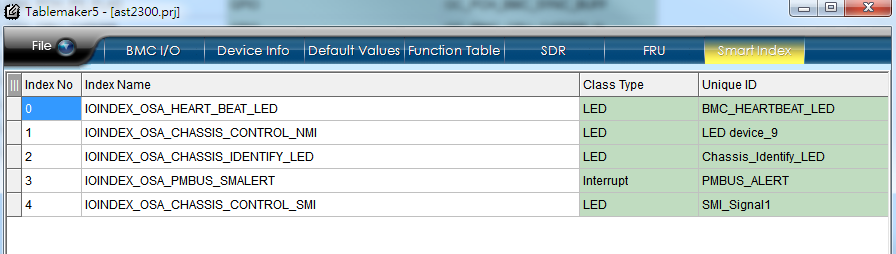 Tablemaker5 - [ast2300.prj]
File BMC I/O Device Info Default Values Function Table SDR FRU Smart Index
Index No Index Name Class Type Unique ID
0 IOINDEX_OSA_HEART_BEAT_LED LED BMC_HEARTBEAT_LED
1 IOINDEX_OSA_CHASSIS_CONTROL_NMI LED LED device_9
2 IOINDEX_OSA_CHASSIS_IDENTIFY_LED LED Chassis_Identify_LED
3 IOINDEX_OSA_PMBUS_SMALERT Interrupt PMBUS_ALERT
4 IOINDEX_OSA_CHASSIS_CONTROL_SMI LED SMI_Signal1